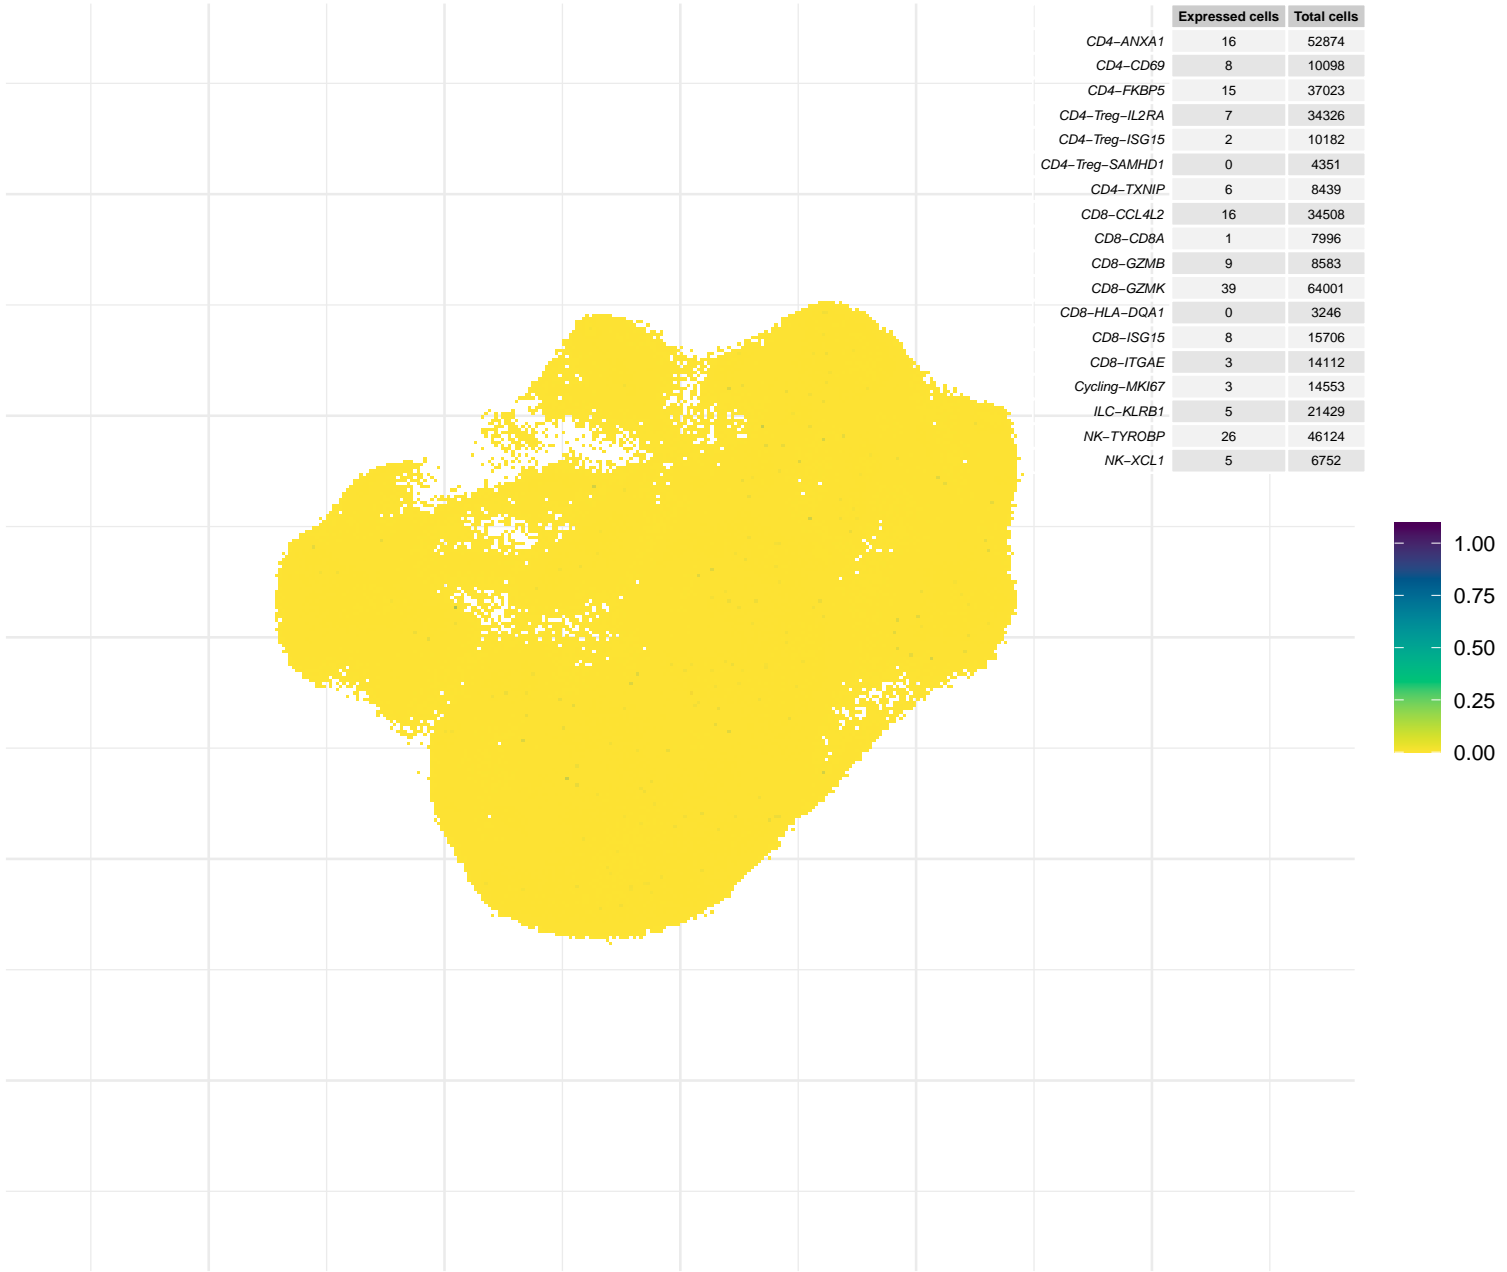 Expressed cells Total cells
CD4−ANXA1 16 52874
CD4−CD69 8 10098
CD4−FKBP5 15 37023
CD4−Treg−IL2RA 7 34326
CD4−Treg−ISG15 2 10182
CD4−Treg−SAMHD1 0 4351
CD4−TXNIP 6 8439
CD8−CCL4L2 16 34508
CD8−CD8A 1 7996
CD8−GZMB 9 8583
CD8−GZMK 39 64001
CD8−HLA−DQA1 0 3246
CD8−ISG15 8 15706
CD8−ITGAE 3 14112
Cycling−MKI67 3 14553
ILC−KLRB1 5 21429
NK−TYROBP 26 46124
NK−XCL1 5 6752
1.00
0.75
0.50
0.25
0.00